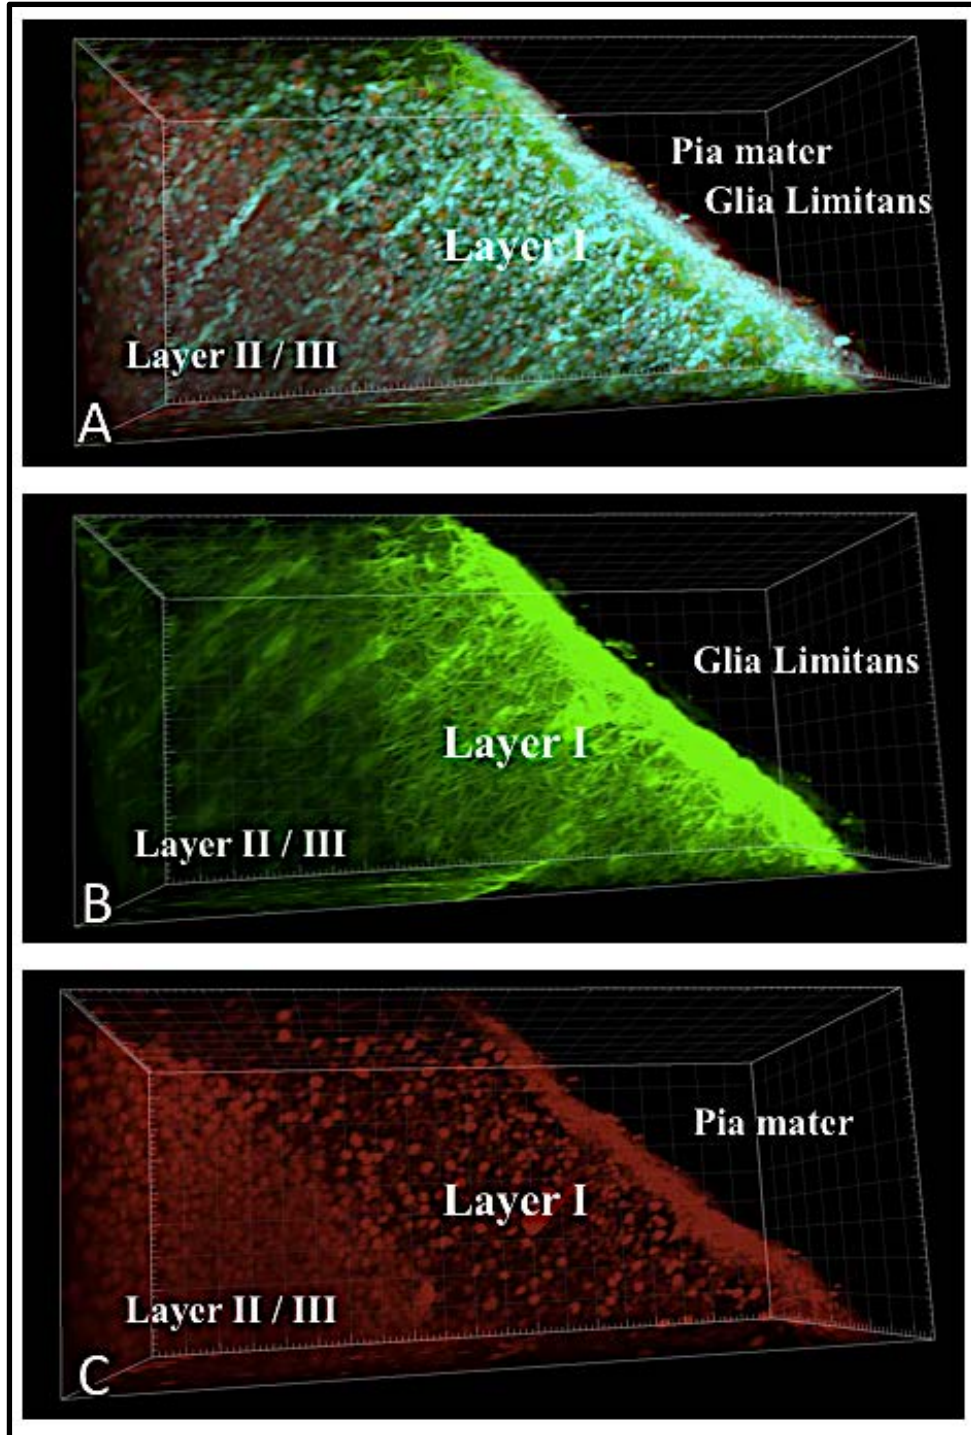 Pia mater
Glia Limitans
Layer I
Layer II / III
A
Glia Limitans
Layer I
Layer II / III
B
Pia mater
Layer I
Layer II / III
C